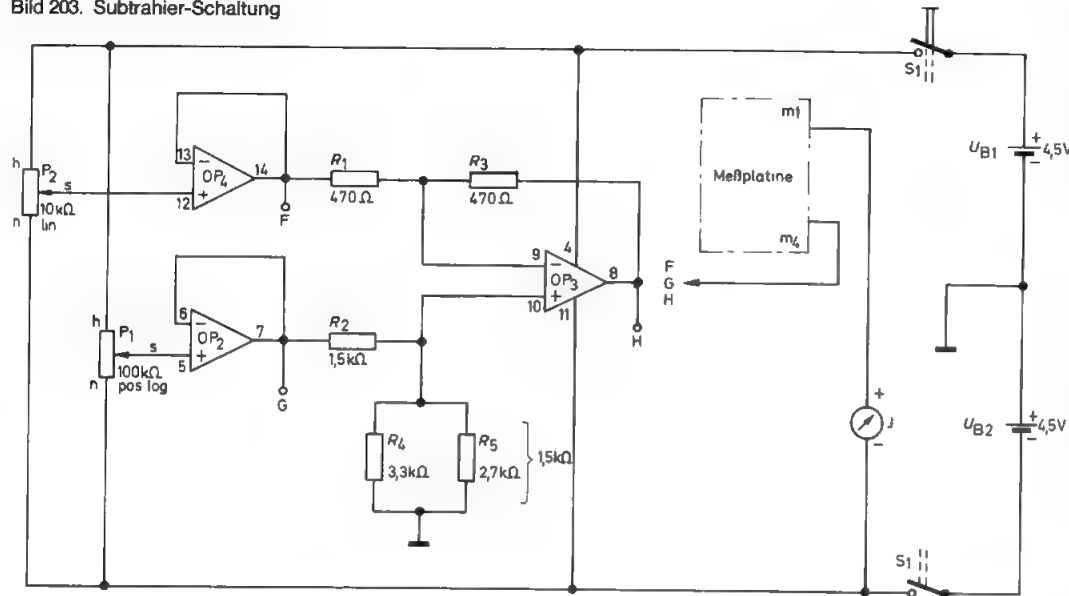 Bild 203. Subtrahier-Schaltung
S1
m1
Meßplatine
m4
+
UB1
4,5V
-
h
P2
s
n
10kΩ
lin
13
-
OP4
14
+
12
F
R1
470Ω
R3
470Ω
9
-
4
OP3
8
+
10
11
H
F
G
H
h
P1
s
n
100kΩ
pos log
6
-
OP2
7
+
5
G
R2
1,5kΩ
R4
3,3kΩ
R5
2,7kΩ
1,5kΩ
+
J
-
UB2
+
4,5V
-
S1